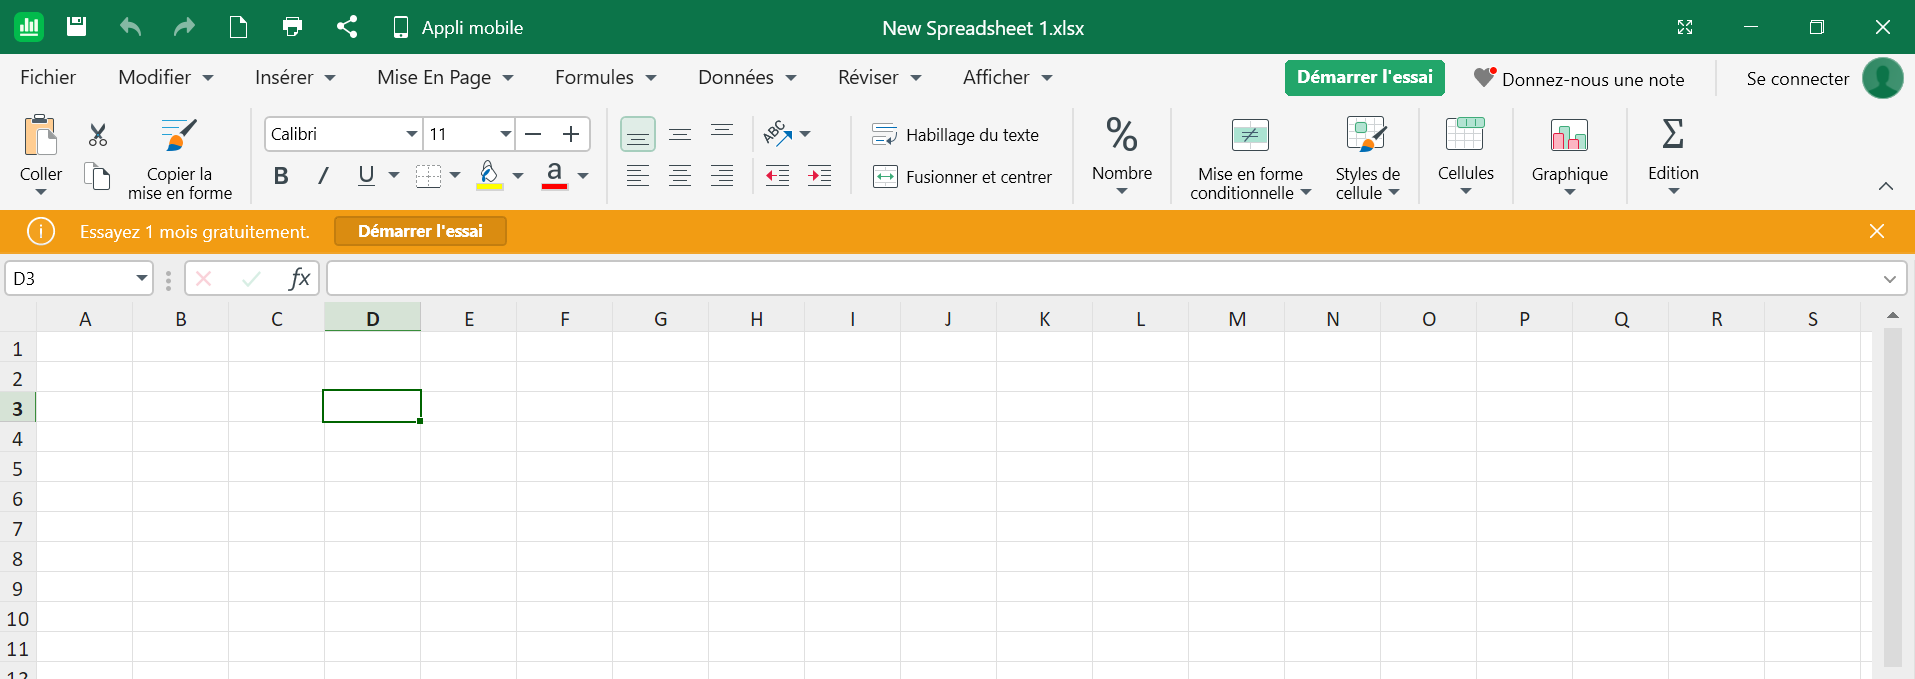 Appli mobile
New Spreadsheet 1.xlsx
Fichier Modifier Insérer Mise En Page Formules Données Réviser Afficher Démarrer l'essai Donnez-nous une note Se connecter
Coller
Copier la
mise en forme
Calibri 11
B I U a
ABC
Habillage du texte
Fusionner et centrer
%
Nombre
Mise en forme
conditionnelle
Styles de
cellule
Cellules
Graphique
Σ
Edition
Essayez 1 mois gratuitement. Démarrer l'essai
D3 fx
A B C D E F G H I J K L M N O P Q R S
1
2
3
4
5
6
7
8
9
10
11
12